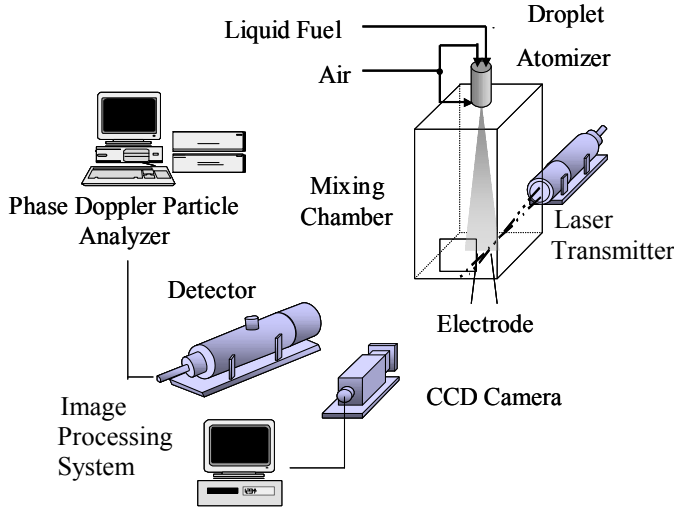 Liquid Fuel
Droplet
Atomizer
Air
Mixing
Chamber
Phase Doppler Particle
Analyzer
Laser
Transmitter
Detector
Electrode
CCD Camera
Image
Processing
System